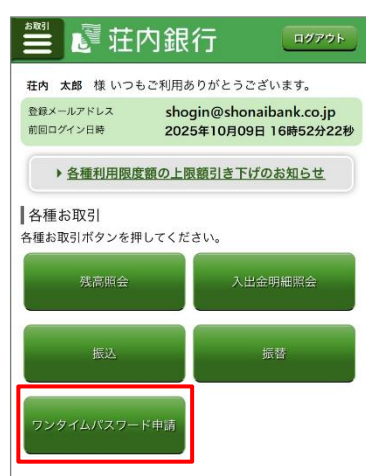 お取引
荘内銀行
ログアウト
荘内 太郎 様 いつもご利用ありがとうございます。
登録メールアドレス shogin@shonaibank.co.jp
前回ログイン日時 2025年10月09日 16時52分22秒
各種利用限度額の上限額引き下げのお知らせ
各種お取引
各種お取引ボタンを押してください。
残高照会 入出金明細照会
振込 振替
ワンタイムパスワード申請